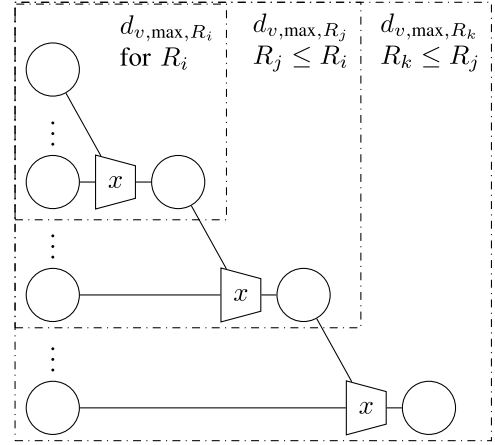 d_{v,max,R_i} d_{v,max,R_j} d_{v,max,R_k}
for R_i R_j ≤ R_i R_k ≤ R_j
⋮
x
⋮
x
⋮
x